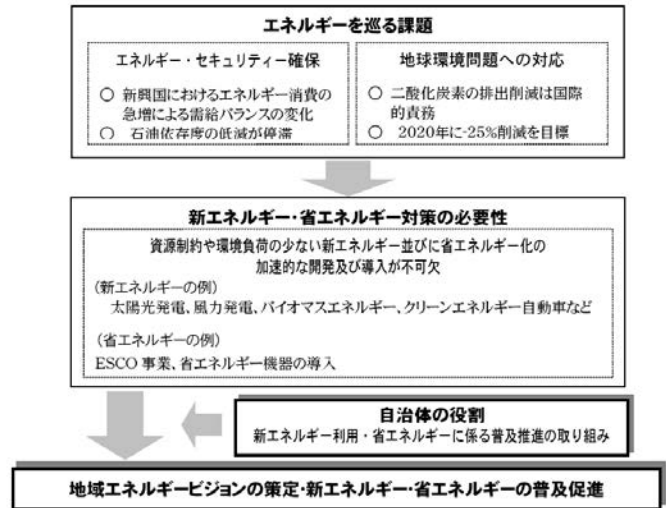 エネルギーを巡る課題
エネルギー・セキュリティー確保
○ 新興国におけるエネルギー消費の
急増による需給バランスの変化
○ 石油依存度の低減が停滞
地球環境問題への対応
○ 二酸化炭素の排出削減は国際
的責務
○ 2020年に-25%削減を目標
新エネルギー・省エネルギー対策の必要性
資源制約や環境負荷の少ない新エネルギー並びに省エネルギー化の
加速的な開発及び導入が不可欠
(新エネルギーの例)
太陽光発電、風力発電、バイオマスエネルギー、クリーンエネルギー自動車など
(省エネルギーの例)
ESCO 事業、省エネルギー機器の導入
自治体の役割
新エネルギー利用・省エネルギーに係る普及推進の取り組み
地域エネルギービジョンの策定・新エネルギー・省エネルギーの普及促進